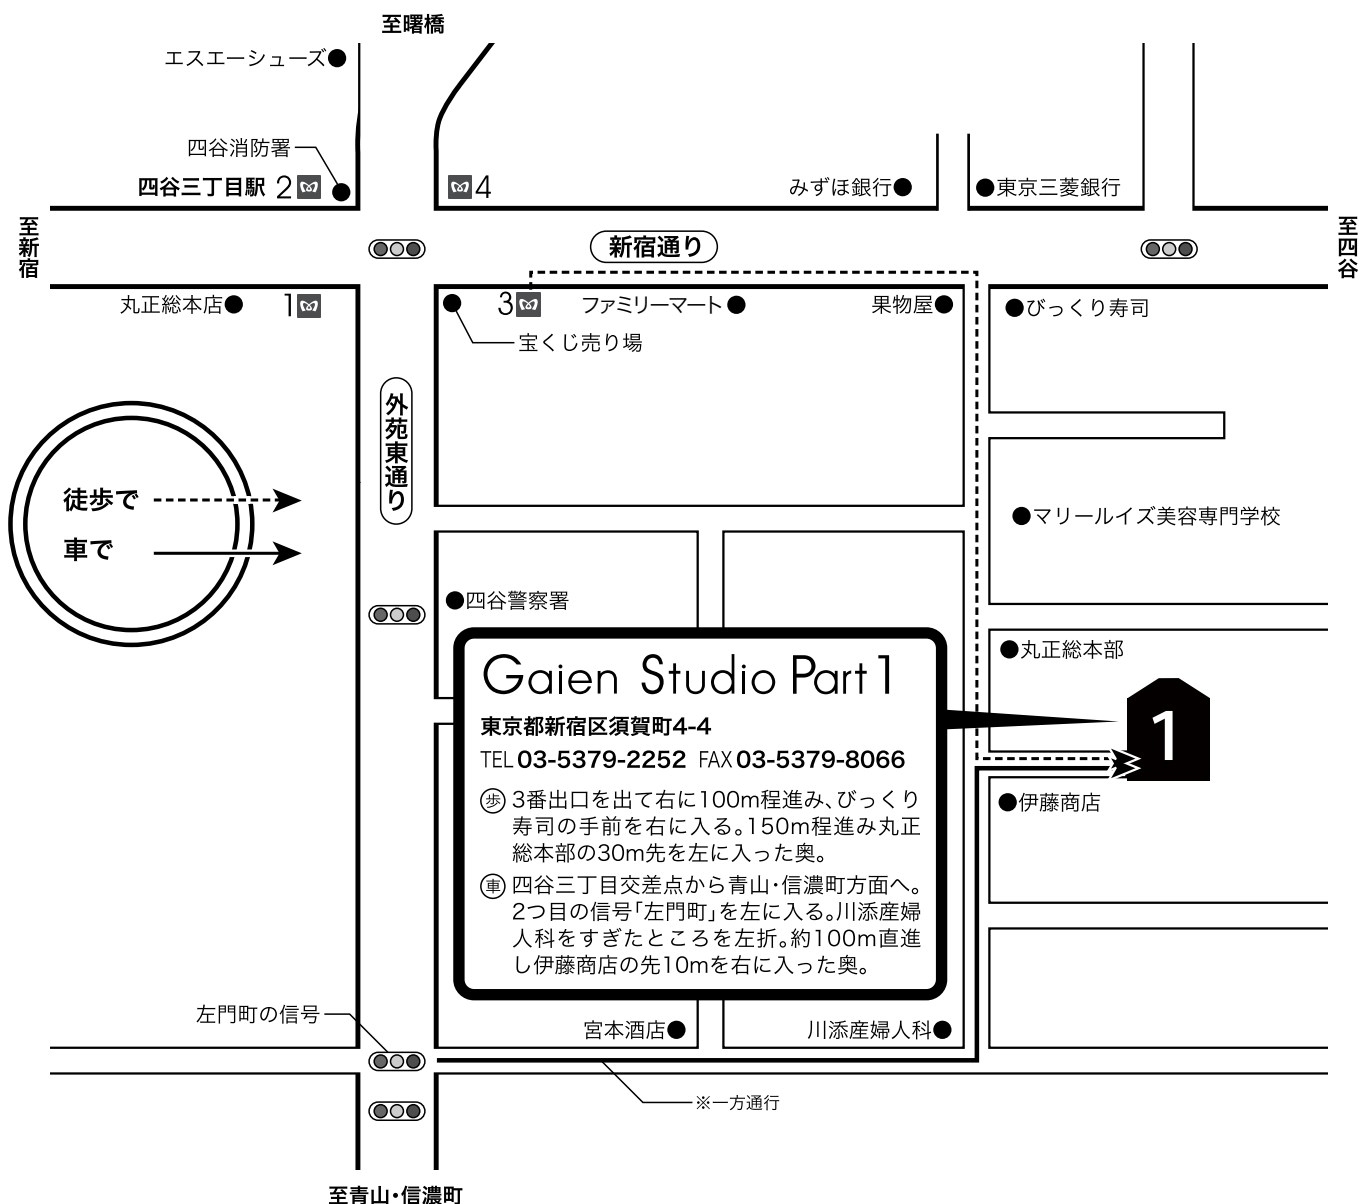 至曙橋
エスエーシューズ
四谷消防署
四谷三丁目駅 2
4
みずほ銀行
東京三菱銀行
至新宿
新宿通り
至四谷
丸正総本店
1
3
ファミリーマート
果物屋
びっくり寿司
宝くじ売り場
外苑東通り
徒歩で
車で
マリールイズ美容専門学校
四谷警察署
丸正総本部
Gaien Studio Part 1
東京都新宿区須賀町4-4
TEL 03-5379-2252 FAX 03-5379-8066
歩 3番出口を出て右に100m程進み、びっくり
寿司の手前を右に入る。150m程進み丸正
総本部の30m先を左に入った奥。
車 四谷三丁目交差点から青山・信濃町方面へ。
2つ目の信号「左門町」を左に入る。川添産婦
人科をすぎたところを左折。約100m直進
し伊藤商店の先10mを右に入った奥。
1
伊藤商店
左門町の信号
宮本酒店
川添産婦人科
※一方通行
至青山・信濃町